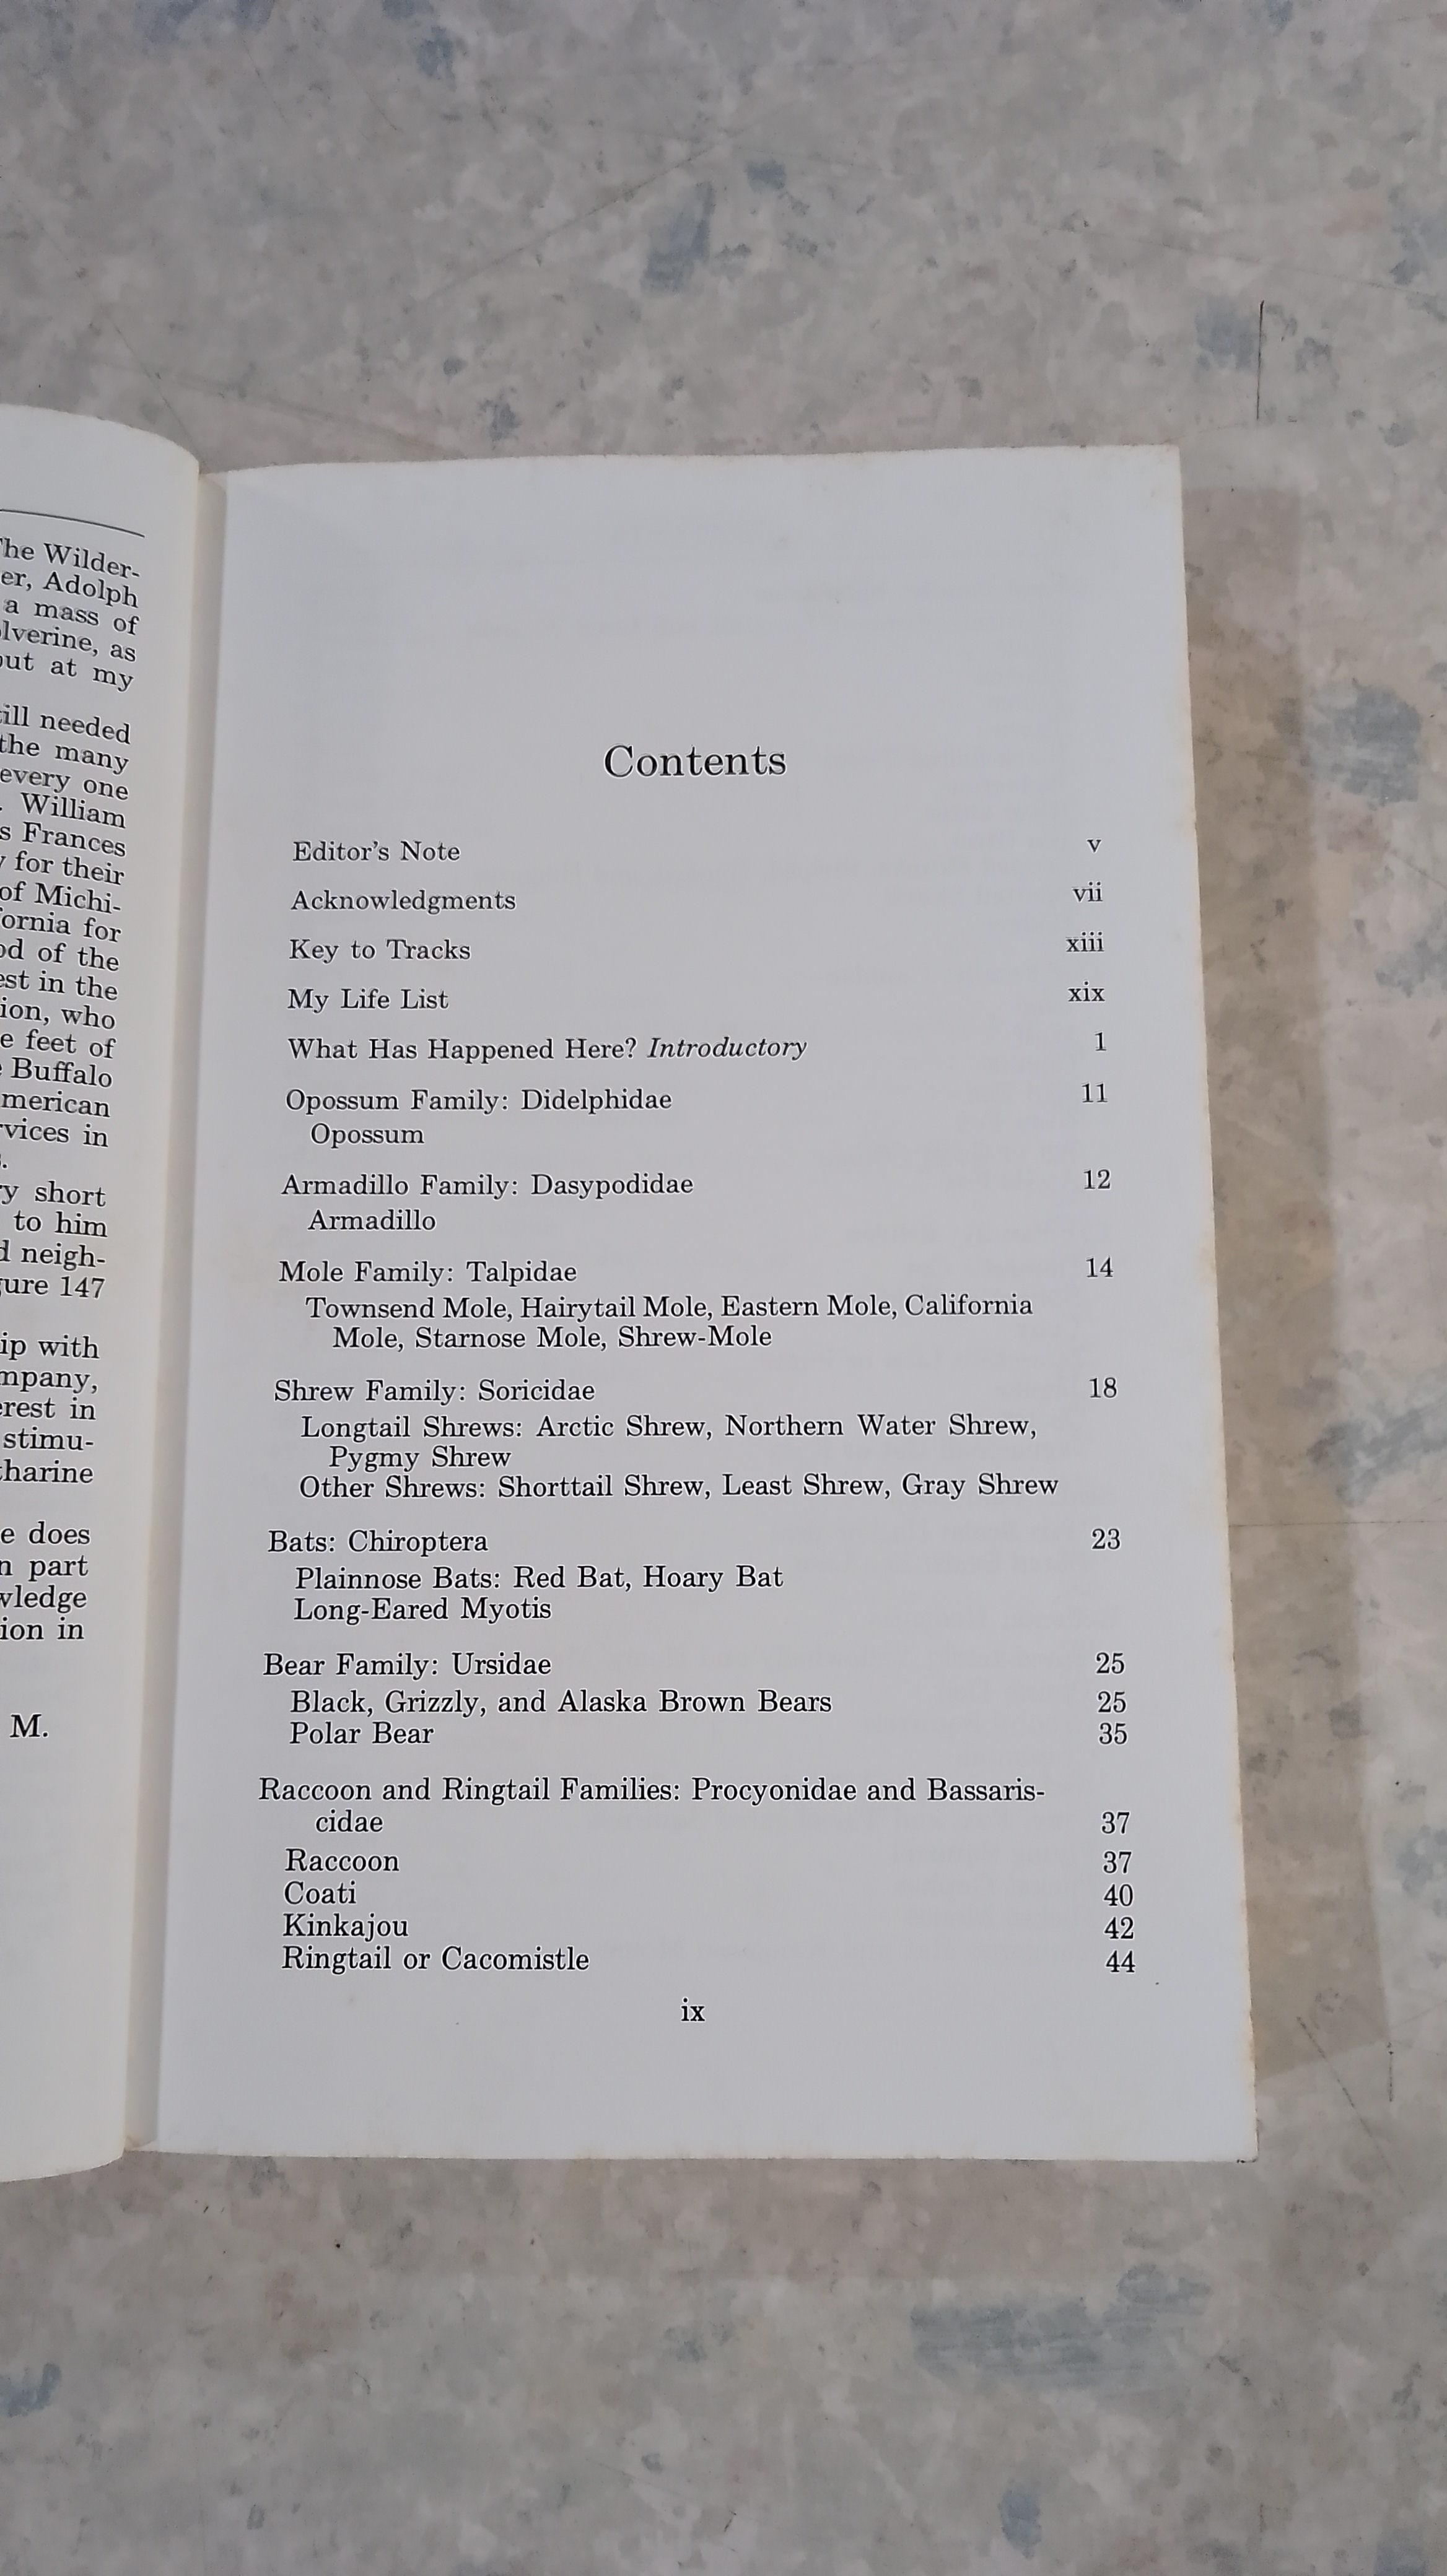 he Wilder-
er, Adolph
a mass of
lverine, as
out at my
ill needed
the many
every one
. William
s Frances
y for their
of Michi-
fornia for
od of the
est in the
ion, who
e feet of
e Buffalo
merican
rvices in
s.
ry short
to him
d neigh-
gure 147
ip with
mpany,
erest in
stimu-
tharine
e does
n part
wledge
ion in
M.
Contents
Editor's Note v
Acknowledgments vii
Key to Tracks xiii
My Life List xix
What Has Happened Here? Introductory 1
Opossum Family: Didelphidae 11
Opossum
Armadillo Family: Dasypodidae 12
Armadillo
Mole Family: Talpidae 14
Townsend Mole, Hairytail Mole, Eastern Mole, California
Mole, Starnose Mole, Shrew-Mole
Shrew Family: Soricidae 18
Longtail Shrews: Arctic Shrew, Northern Water Shrew,
Pygmy Shrew
Other Shrews: Shorttail Shrew, Least Shrew, Gray Shrew
Bats: Chiroptera 23
Plainnose Bats: Red Bat, Hoary Bat
Long-Eared Myotis
Bear Family: Ursidae 25
Black, Grizzly, and Alaska Brown Bears 25
Polar Bear 35
Raccoon and Ringtail Families: Procyonidae and Bassaris-
cidae 37
Raccoon 37
Coati 40
Kinkajou 42
Ringtail or Cacomistle 44
ix